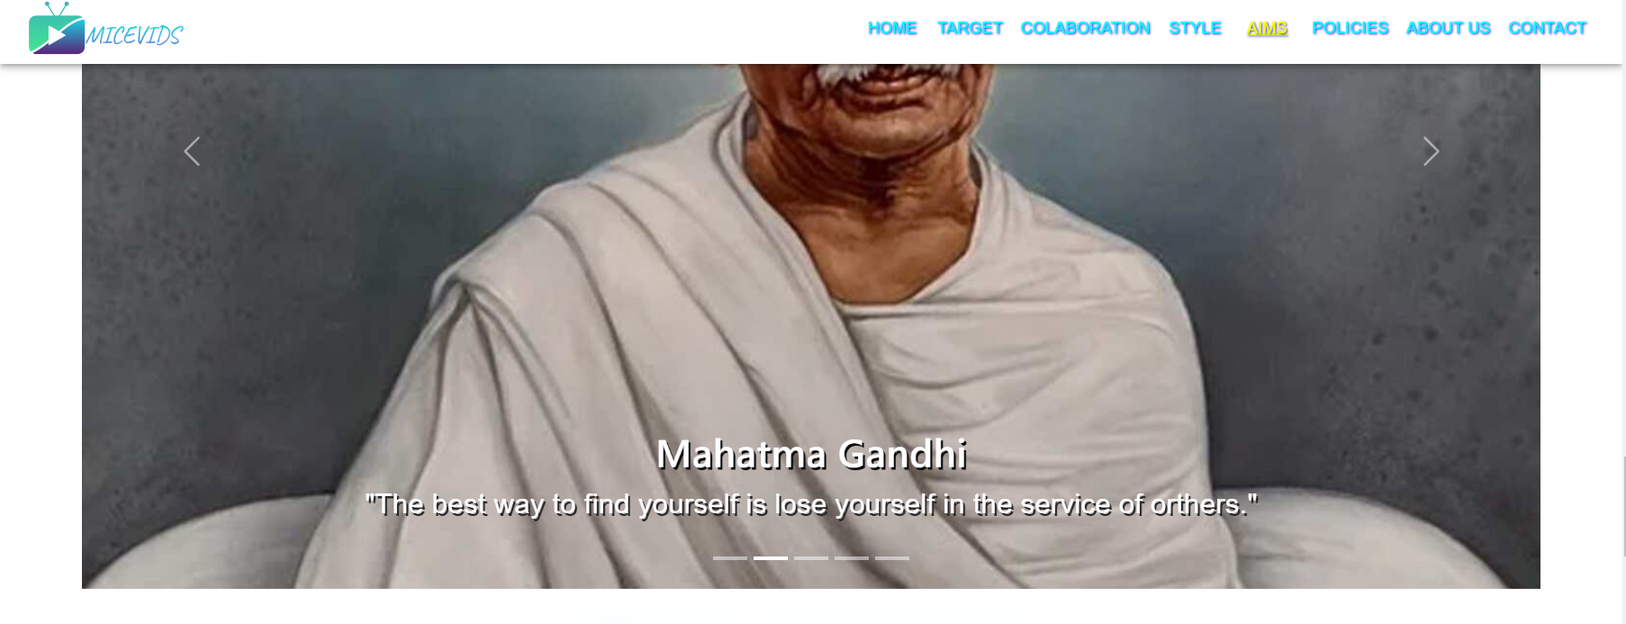 MICEVIDS
HOME TARGET COLABORATION STYLE AIMS POLICIES ABOUT US CONTACT
Mahatma Gandhi
"The best way to find yourself is lose yourself in the service of orthers."